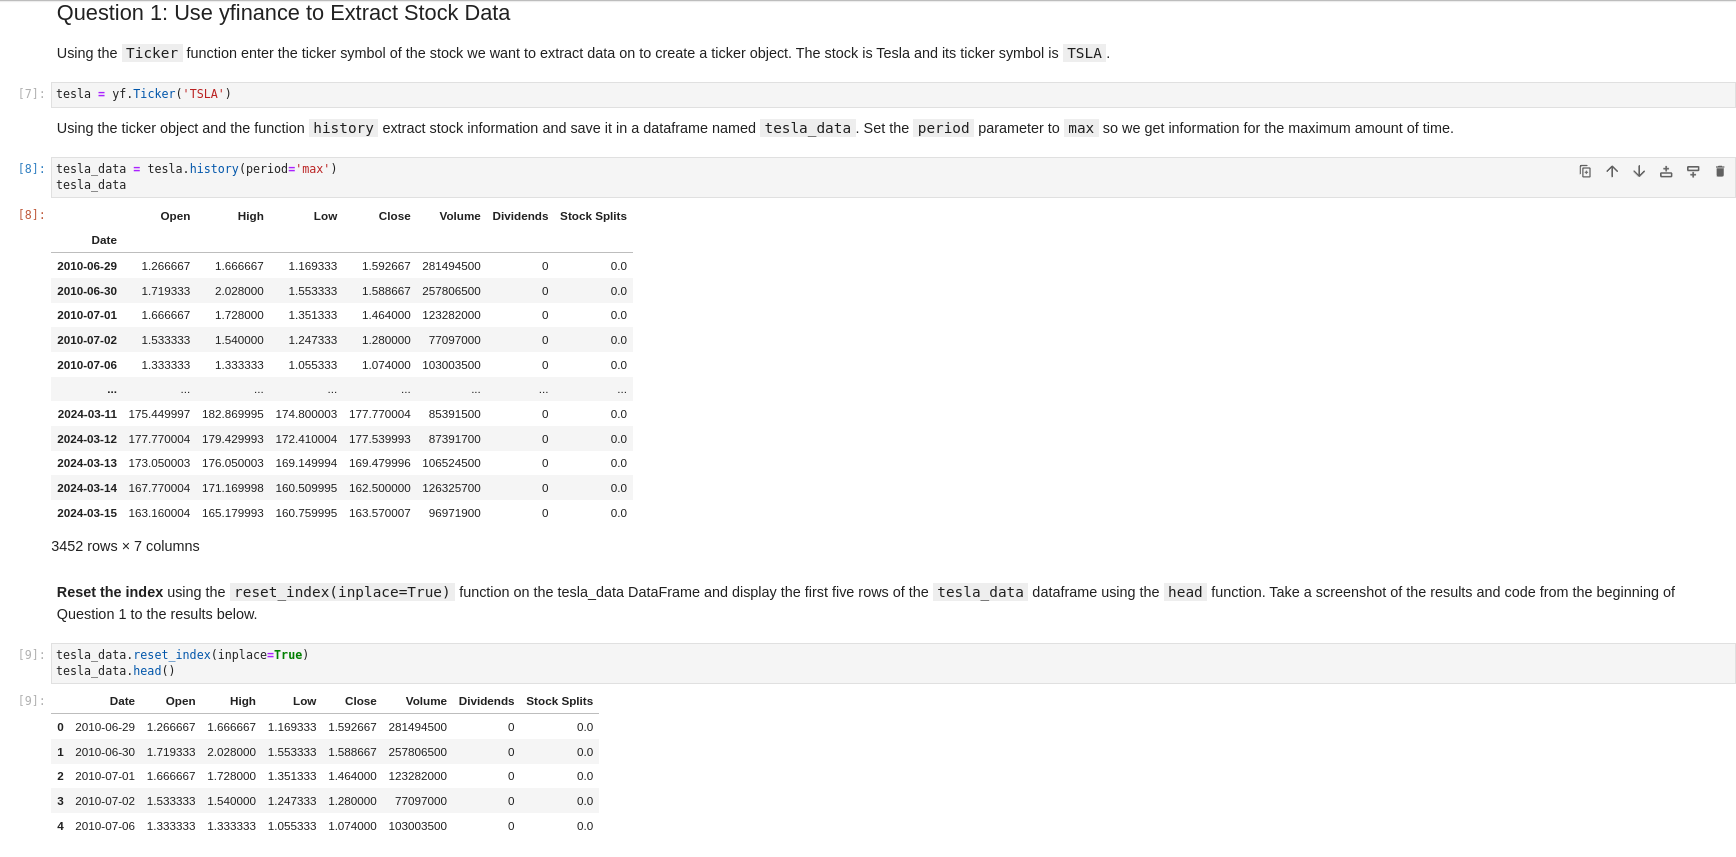 Question 1: Use yfinance to Extract Stock Data
Using the Ticker function enter the ticker symbol of the stock we want to extract data on to create a ticker object. The stock is Tesla and its ticker symbol is TSLA .
[7]: tesla = yf.Ticker('TSLA')
Using the ticker object and the function history extract stock information and save it in a dataframe named tesla_data . Set the period parameter to max so we get information for the maximum amount of time.
[8]: tesla_data = tesla.history(period='max')
tesla_data
[8]: Open High Low Close Volume Dividends Stock Splits
Date
2010-06-29 1.266667 1.666667 1.169333 1.592667 281494500 0 0.0
2010-06-30 1.719333 2.028000 1.553333 1.588667 257806500 0 0.0
2010-07-01 1.666667 1.728000 1.351333 1.464000 123282000 0 0.0
2010-07-02 1.533333 1.540000 1.247333 1.280000 77097000 0 0.0
2010-07-06 1.333333 1.333333 1.055333 1.074000 103003500 0 0.0
... ... ... ... ... ... ... ...
2024-03-11 175.449997 182.869995 174.800003 177.770004 85391500 0 0.0
2024-03-12 177.770004 179.429993 172.410004 177.539993 87391700 0 0.0
2024-03-13 173.050003 176.050003 169.149994 169.479996 106524500 0 0.0
2024-03-14 167.770004 171.169998 160.509995 162.500000 126325700 0 0.0
2024-03-15 163.160004 165.179993 160.759995 163.570007 96971900 0 0.0
3452 rows × 7 columns
Reset the index using the reset_index(inplace=True) function on the tesla_data DataFrame and display the first five rows of the tesla_data dataframe using the head function. Take a screenshot of the results and code from the beginning of
Question 1 to the results below.
[9]: tesla_data.reset_index(inplace=True)
tesla_data.head()
[9]: Date Open High Low Close Volume Dividends Stock Splits
0 2010-06-29 1.266667 1.666667 1.169333 1.592667 281494500 0 0.0
1 2010-06-30 1.719333 2.028000 1.553333 1.588667 257806500 0 0.0
2 2010-07-01 1.666667 1.728000 1.351333 1.464000 123282000 0 0.0
3 2010-07-02 1.533333 1.540000 1.247333 1.280000 77097000 0 0.0
4 2010-07-06 1.333333 1.333333 1.055333 1.074000 103003500 0 0.0